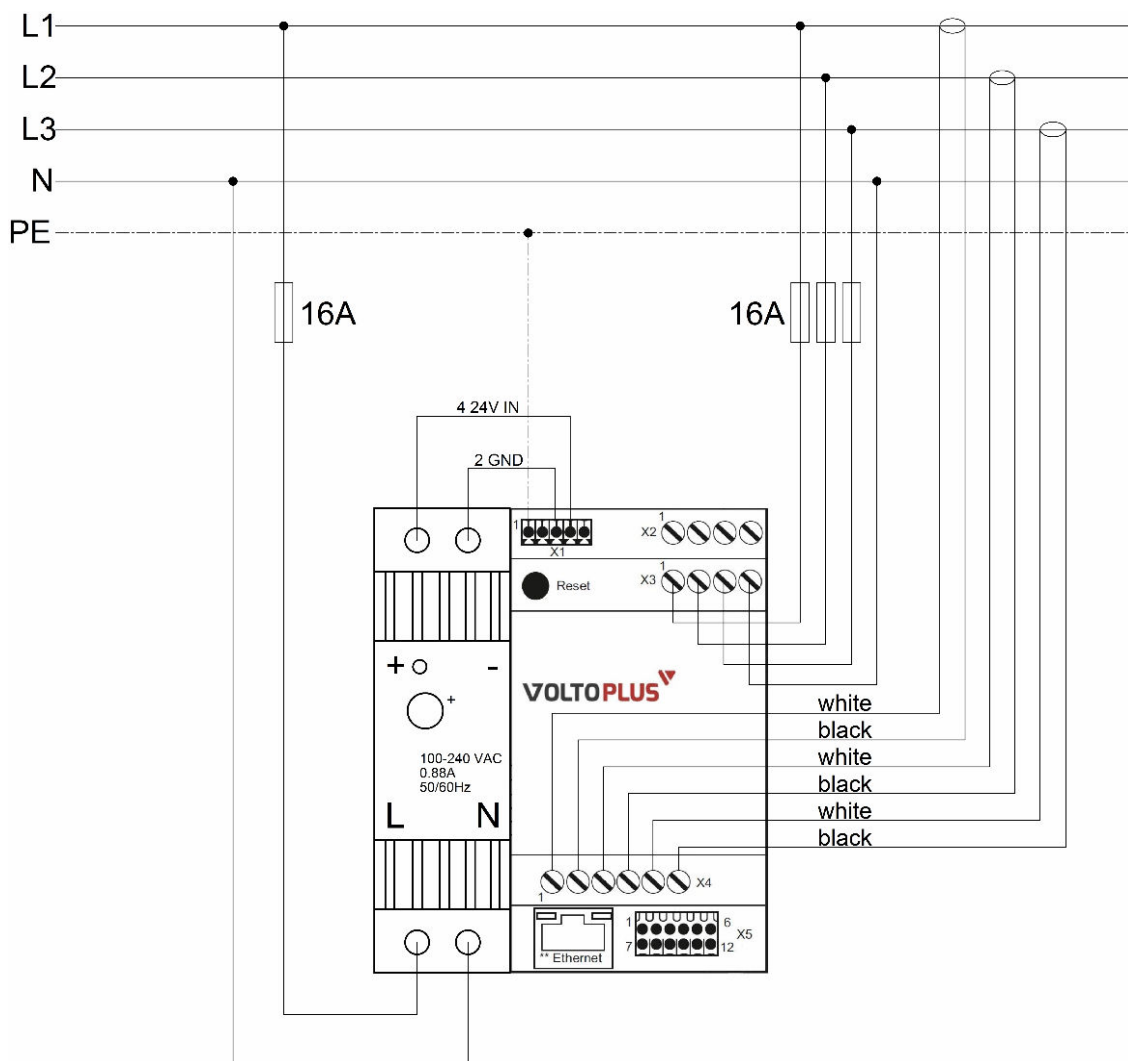 L1
L2
L3
N
PE
16A
16A
4 24V IN
2 GND
1
X1
1
X2
Reset
1
X3
+ -
+
VOLTOPLUS
100-240 VAC
0.88A
50/60Hz
L N
white
black
white
black
white
black
1
X4
** Ethernet
1 6
X5
7 12